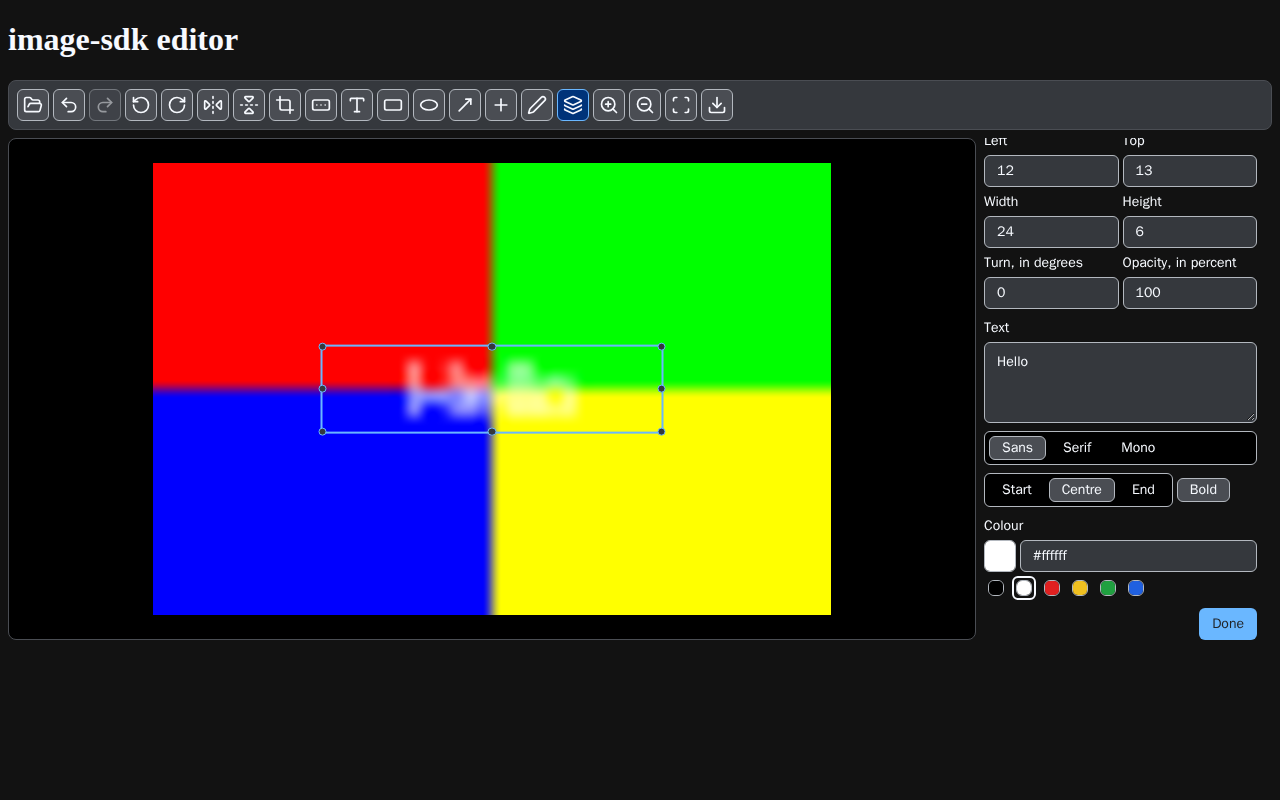 image-sdk editor
Left Top
12 13
Width Height
24 6
Turn, in degrees Opacity, in percent
0 100
Text
Hello
Hello
Sans Serif Mono
Start Centre End Bold
Colour
#ffffff
Done